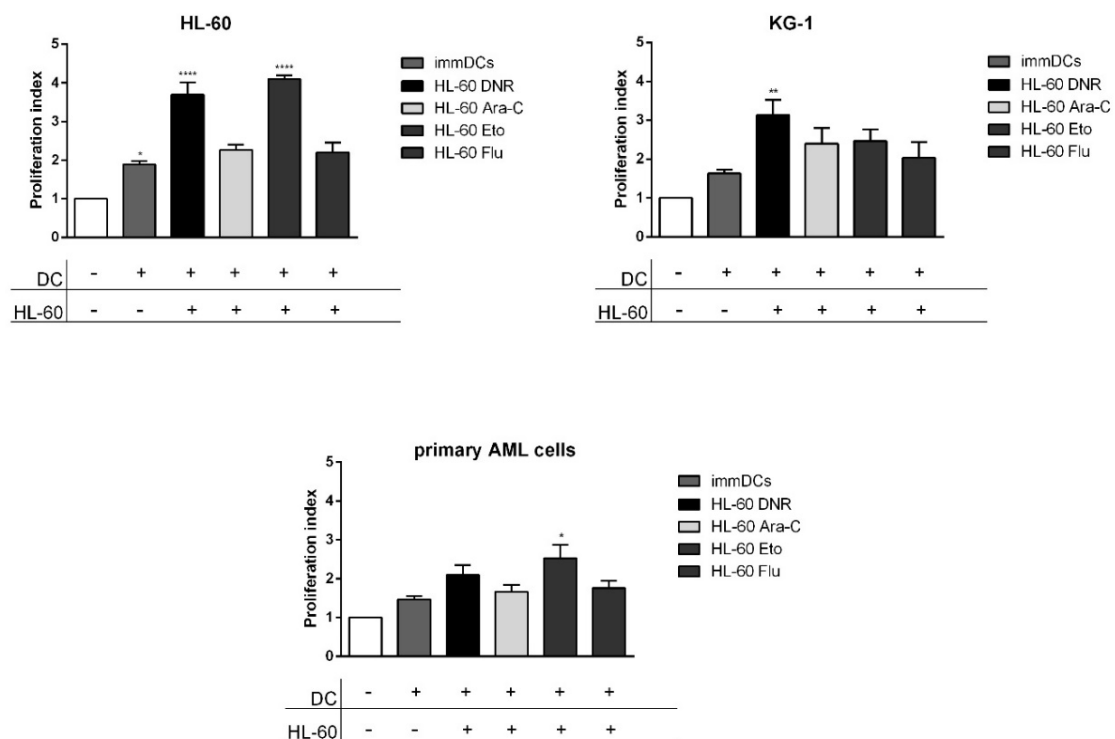 HL-60
Proliferation index
5
4
3
2
1
0
*
****
****
immDCs
HL-60 DNR
HL-60 Ara-C
HL-60 Eto
HL-60 Flu
DC - + + + + +
HL-60 - - + + + +
KG-1
Proliferation index
5
4
3
2
1
0
**
immDCs
HL-60 DNR
HL-60 Ara-C
HL-60 Eto
HL-60 Flu
DC - + + + + +
HL-60 - - + + + +
primary AML cells
Proliferation index
5
4
3
2
1
0
*
immDCs
HL-60 DNR
HL-60 Ara-C
HL-60 Eto
HL-60 Flu
DC - + + + + +
HL-60 - - + + + +